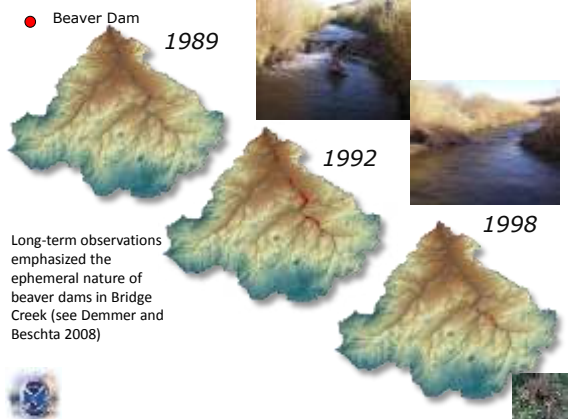 Beaver Dam
1989
1992
1998
Long-term observations
emphasized the
ephemeral nature of
beaver dams in Bridge
Creek (see Demmer and
Beschta 2008)